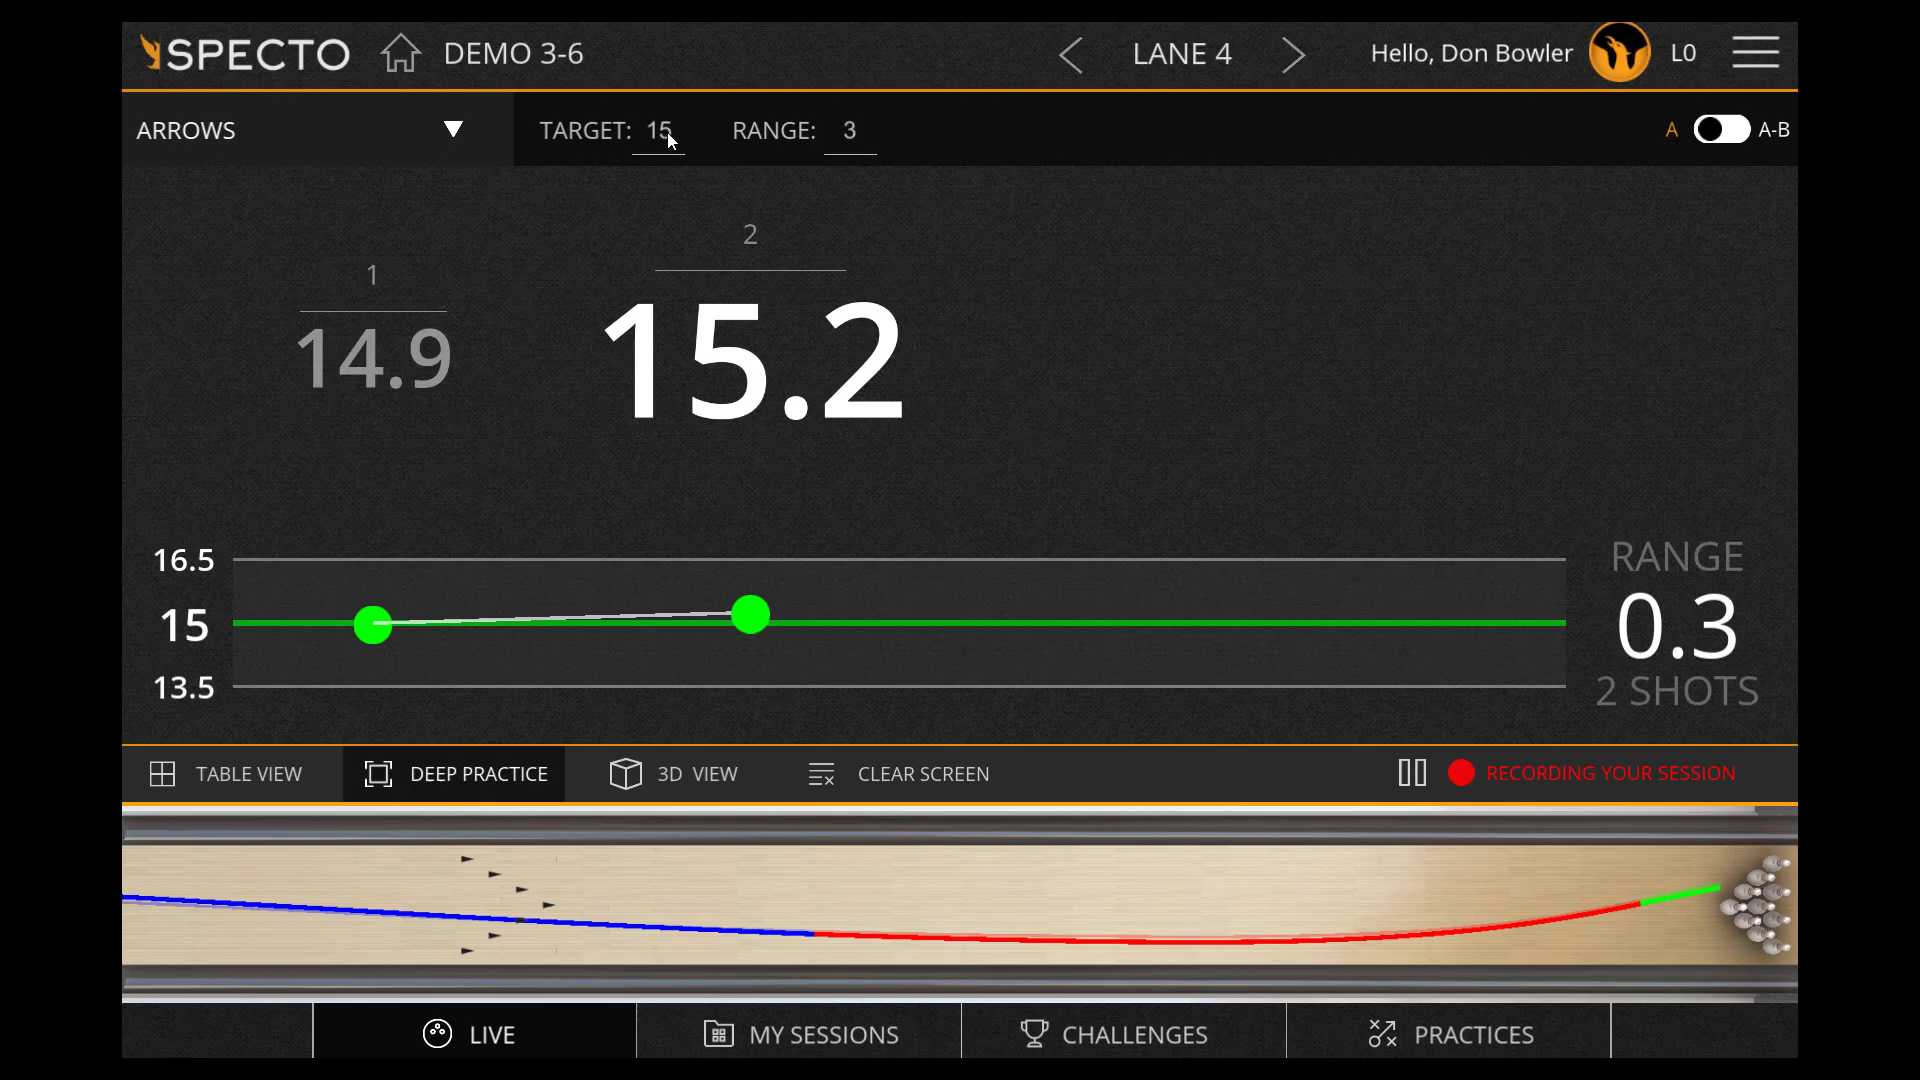 SPECTO DEMO 3-6 LANE 4 Hello, Don Bowler L0
ARROWS TARGET: 15 RANGE: 3 A A-B
1 2
14.9 15.2
16.5
15
13.5
RANGE
0.3
2 SHOTS
TABLE VIEW DEEP PRACTICE 3D VIEW CLEAR SCREEN RECORDING YOUR SESSION
LIVE MY SESSIONS CHALLENGES PRACTICES